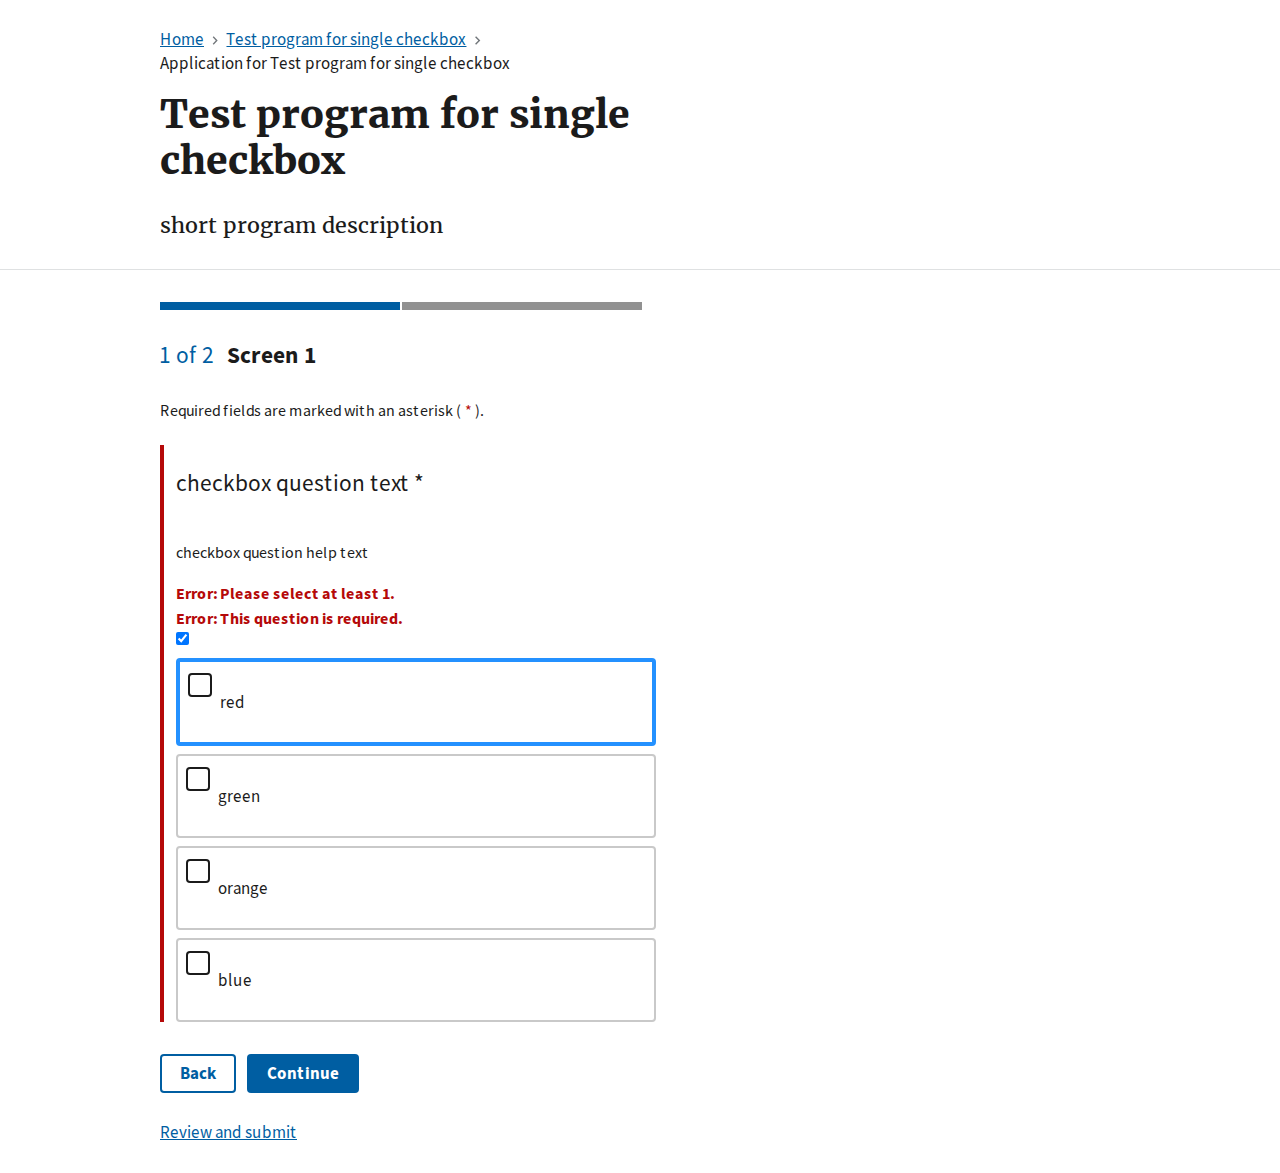 Home > Test program for single checkbox >
Application for Test program for single checkbox
Test program for single
checkbox
short program description
1 of 2 Screen 1
Required fields are marked with an asterisk ( * ).
checkbox question text *
checkbox question help text
Error: Please select at least 1.
Error: This question is required.
red
green
orange
blue
Back Continue
Review and submit